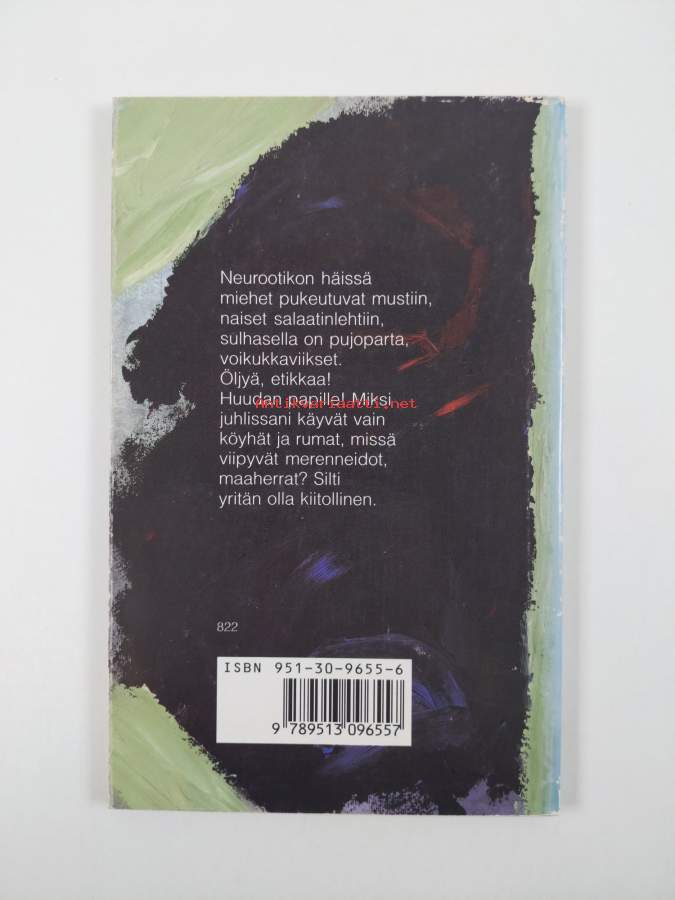 Neurootikon häissä
miehet pukeutuvat mustiin,
naiset salaatinlehtiin,
sulhasella on pujoparta,
voikukkaviikset.
Öljyä, etikkaa!
Huudan papille! Miksi
Antikvariaatti.net
juhlissani käyvät vain
köyhät ja rumat, missä
viipyvät merenneidot,
maaherrat? Silti
yritän olla kiitollinen.
822
ISBN 951-30-9655-6
9 789513 096557